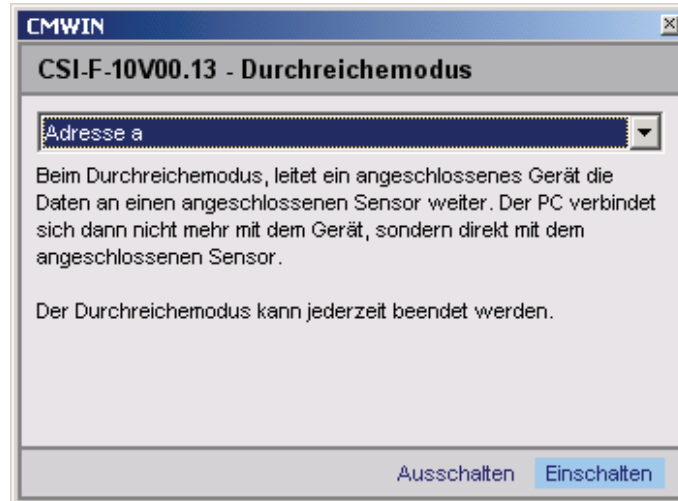 CMWIN
CSI-F-10V00.13 - Durchreichemodus
Adresse a
Beim Durchreichemodus, leitet ein angeschlossenes Gerät die
Daten an einen angeschlossenen Sensor weiter. Der PC verbindet
sich dann nicht mehr mit dem Gerät, sondern direkt mit dem
angeschlossenen Sensor.
Der Durchreichemodus kann jederzeit beendet werden.
Ausschalten Einschalten